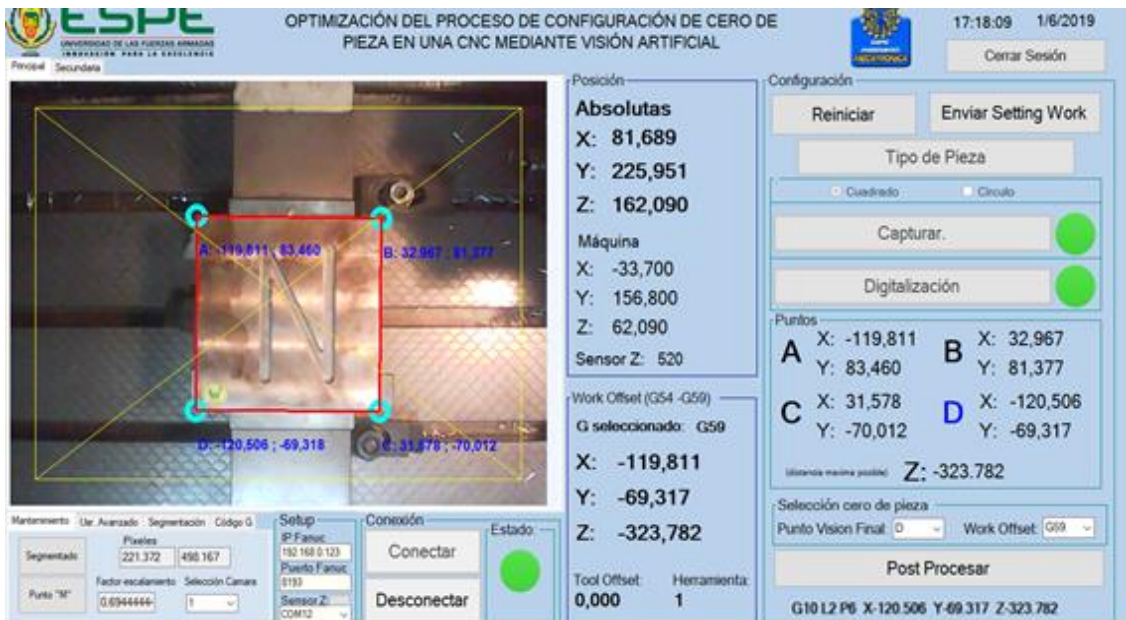 ESPE
UNIVERSIDAD DE LAS FUERZAS ARMADAS
INNOVACIÓN PARA LA EXCELENCIA
OPTIMIZACIÓN DEL PROCESO DE CONFIGURACIÓN DE CERO DE
PIEZA EN UNA CNC MEDIANTE VISIÓN ARTIFICIAL
17:18:09 1/6/2019
Cerrar Sesión
Principal Secundaria
A: -119,811 ; 83,460
B: 32,967 ; 81,377
N
W
D: -120,506 ; -69,318
C: 31,578 ; -70,012
Posición
Absolutas
X: 81,689
Y: 225,951
Z: 162,090
Máquina
X: -33,700
Y: 156,800
Z: 62,090
Sensor Z: 520
Work Offset (G54 -G59)
G seleccionado: G59
X: -119,811
Y: -69,317
Z: -323,782
Tool Offset: Herramienta:
0,000 1
Configuración
Reiniciar Enviar Setting Work
Tipo de Pieza
Cuadrado Circulo
Capturar.
Digitalización
Puntos
A X: -119,811 B X: 32,967
Y: 83,460 Y: 81,377
C X: 31,578 D X: -120,506
Y: -70,012 Y: -69,317
(distancia maxima posible) Z: -323.782
Selección cero de pieza
Punto Vision Final: D Work Offset: G59
Post Procesar
G10 L2 P6 X-120.506 Y-69.317 Z-323.782
Mantenimiento Usr. Avanzado Segmentación Código G
Segmentado
Pixeles
221.372 498.167
Punto "M"
Factor escalamiento Selección Camara
0,6944444 1
Setup
IP Fanuc
192.168.0.123
Puerto Fanuc
8193
Sensor Z:
COM12
Conexión
Conectar
Desconectar
Estado: